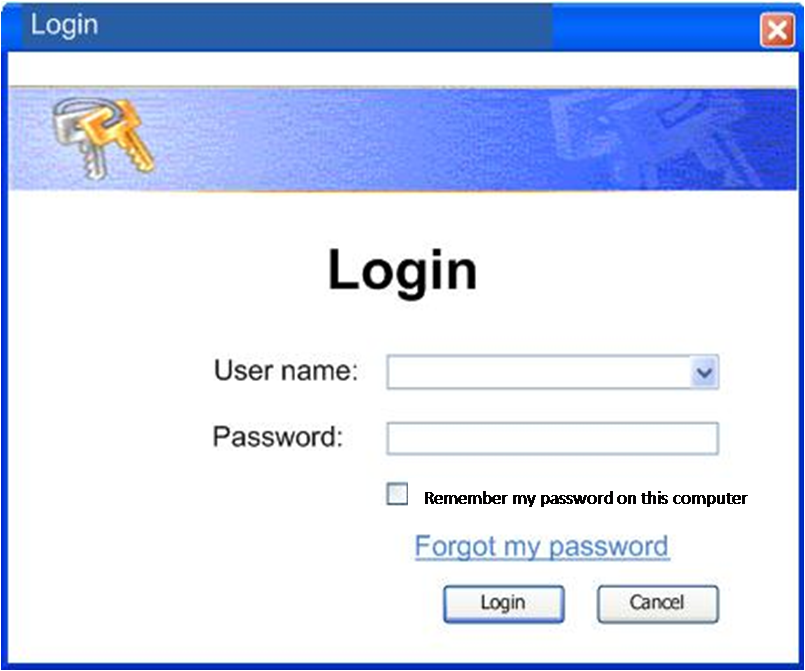 Login
Login
User name:
Password:
Remember my password on this computer
Forgot my password
Login Cancel